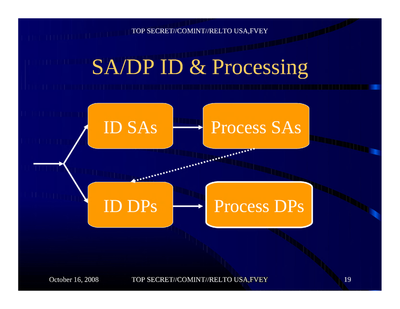 TOP SECRET//COMINT//RELTO USA,FVEY
SA/DP ID & Processing
ID SAs
Process SAs
ID DPs
Process DPs
October 16, 2008
TOP SECRET//COMINT//RELTO USA,FVEY
19